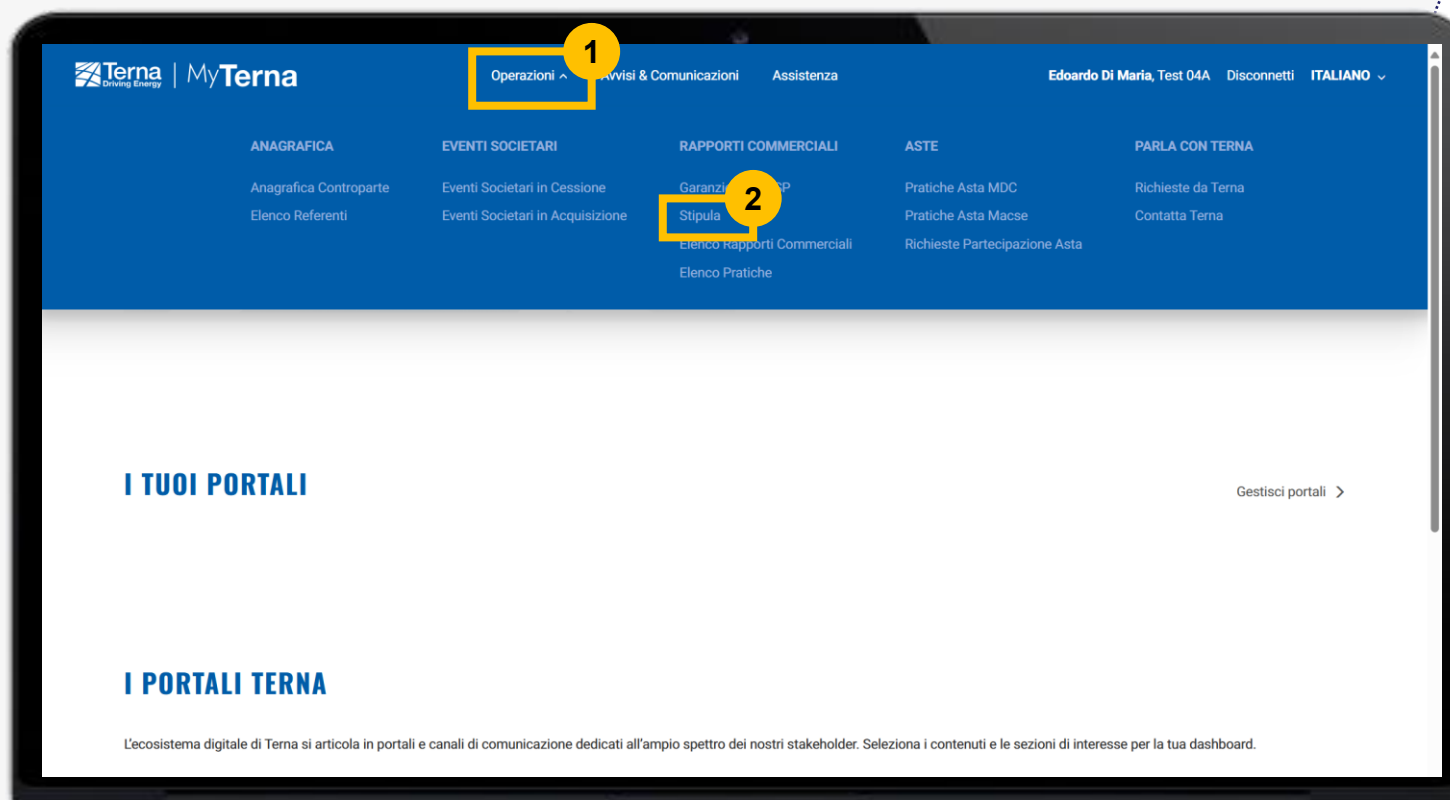 1
Terna
Driving Energy
MyTerna
Operazioni
Avvisi & Comunicazioni
Assistenza
Edoardo Di Maria, Test 04A
Disconnetti
ITALIANO
ANAGRAFICA
Anagrafica Controparte
Elenco Referenti
EVENTI SOCIETARI
Eventi Societari in Cessione
Eventi Societari in Acquisizione
RAPPORTI COMMERCIALI
2
Stipula
Elenco Rapporti Commerciali
Elenco Pratiche
ASTE
Pratiche Asta MDC
Pratiche Asta Macse
Richieste Partecipazione Asta
PARLA CON TERNA
Richieste da Terna
Contatta Terna
I TUOI PORTALI
Gestisci portali
I PORTALI TERNA
L'ecosistema digitale di Terna si articola in portali e canali di comunicazione dedicati all'ampio spettro dei nostri stakeholder. Seleziona i contenuti e le sezioni di interesse per la tua dashboard.